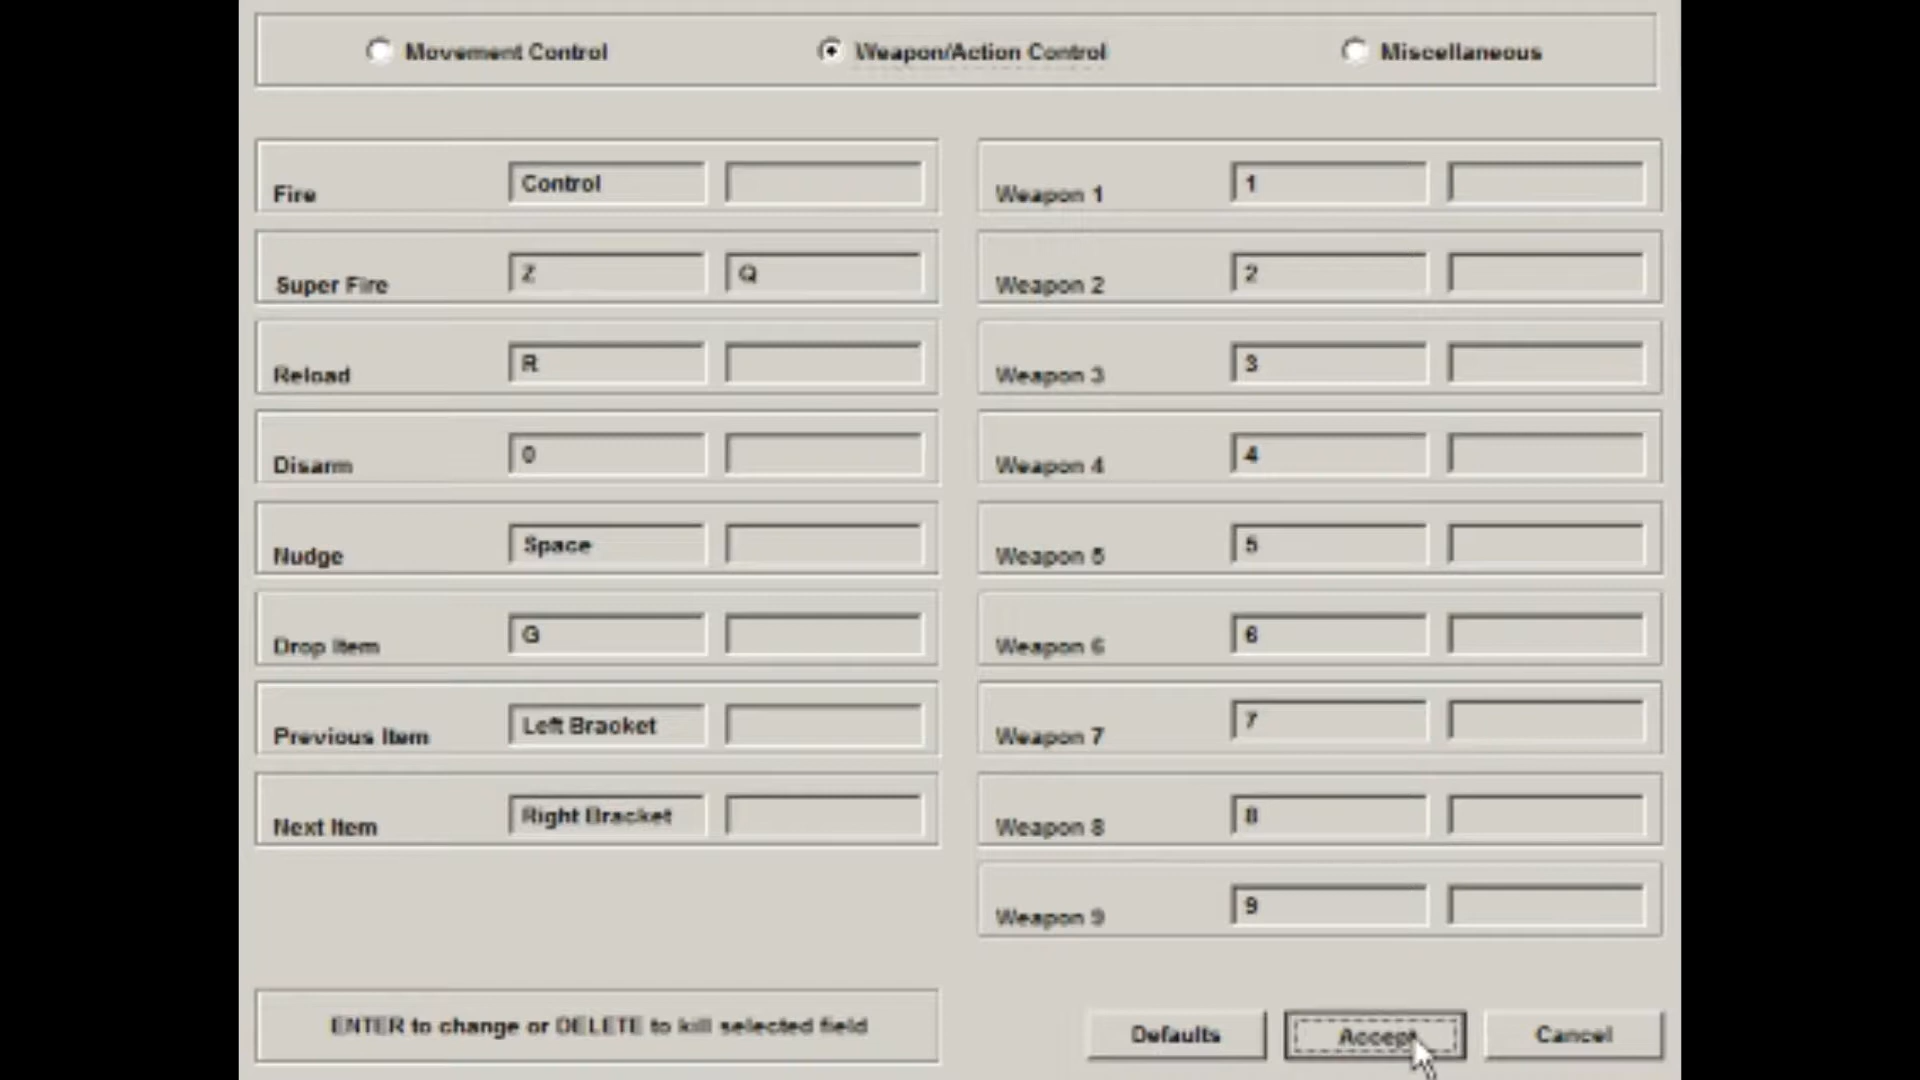 Movement Control Weapon/Action Control Miscellaneous
Fire Control Weapon 1 1
Super Fire Z Q Weapon 2 2
Reload R Weapon 3 3
Disarm 0 Weapon 4 4
Nudge Space Weapon 5 5
Drop Item G Weapon 6 6
Previous Item Left Bracket Weapon 7 7
Next Item Right Bracket Weapon 8 8
Weapon 9 9
ENTER to change or DELETE to kill selected field Defaults Accept Cancel